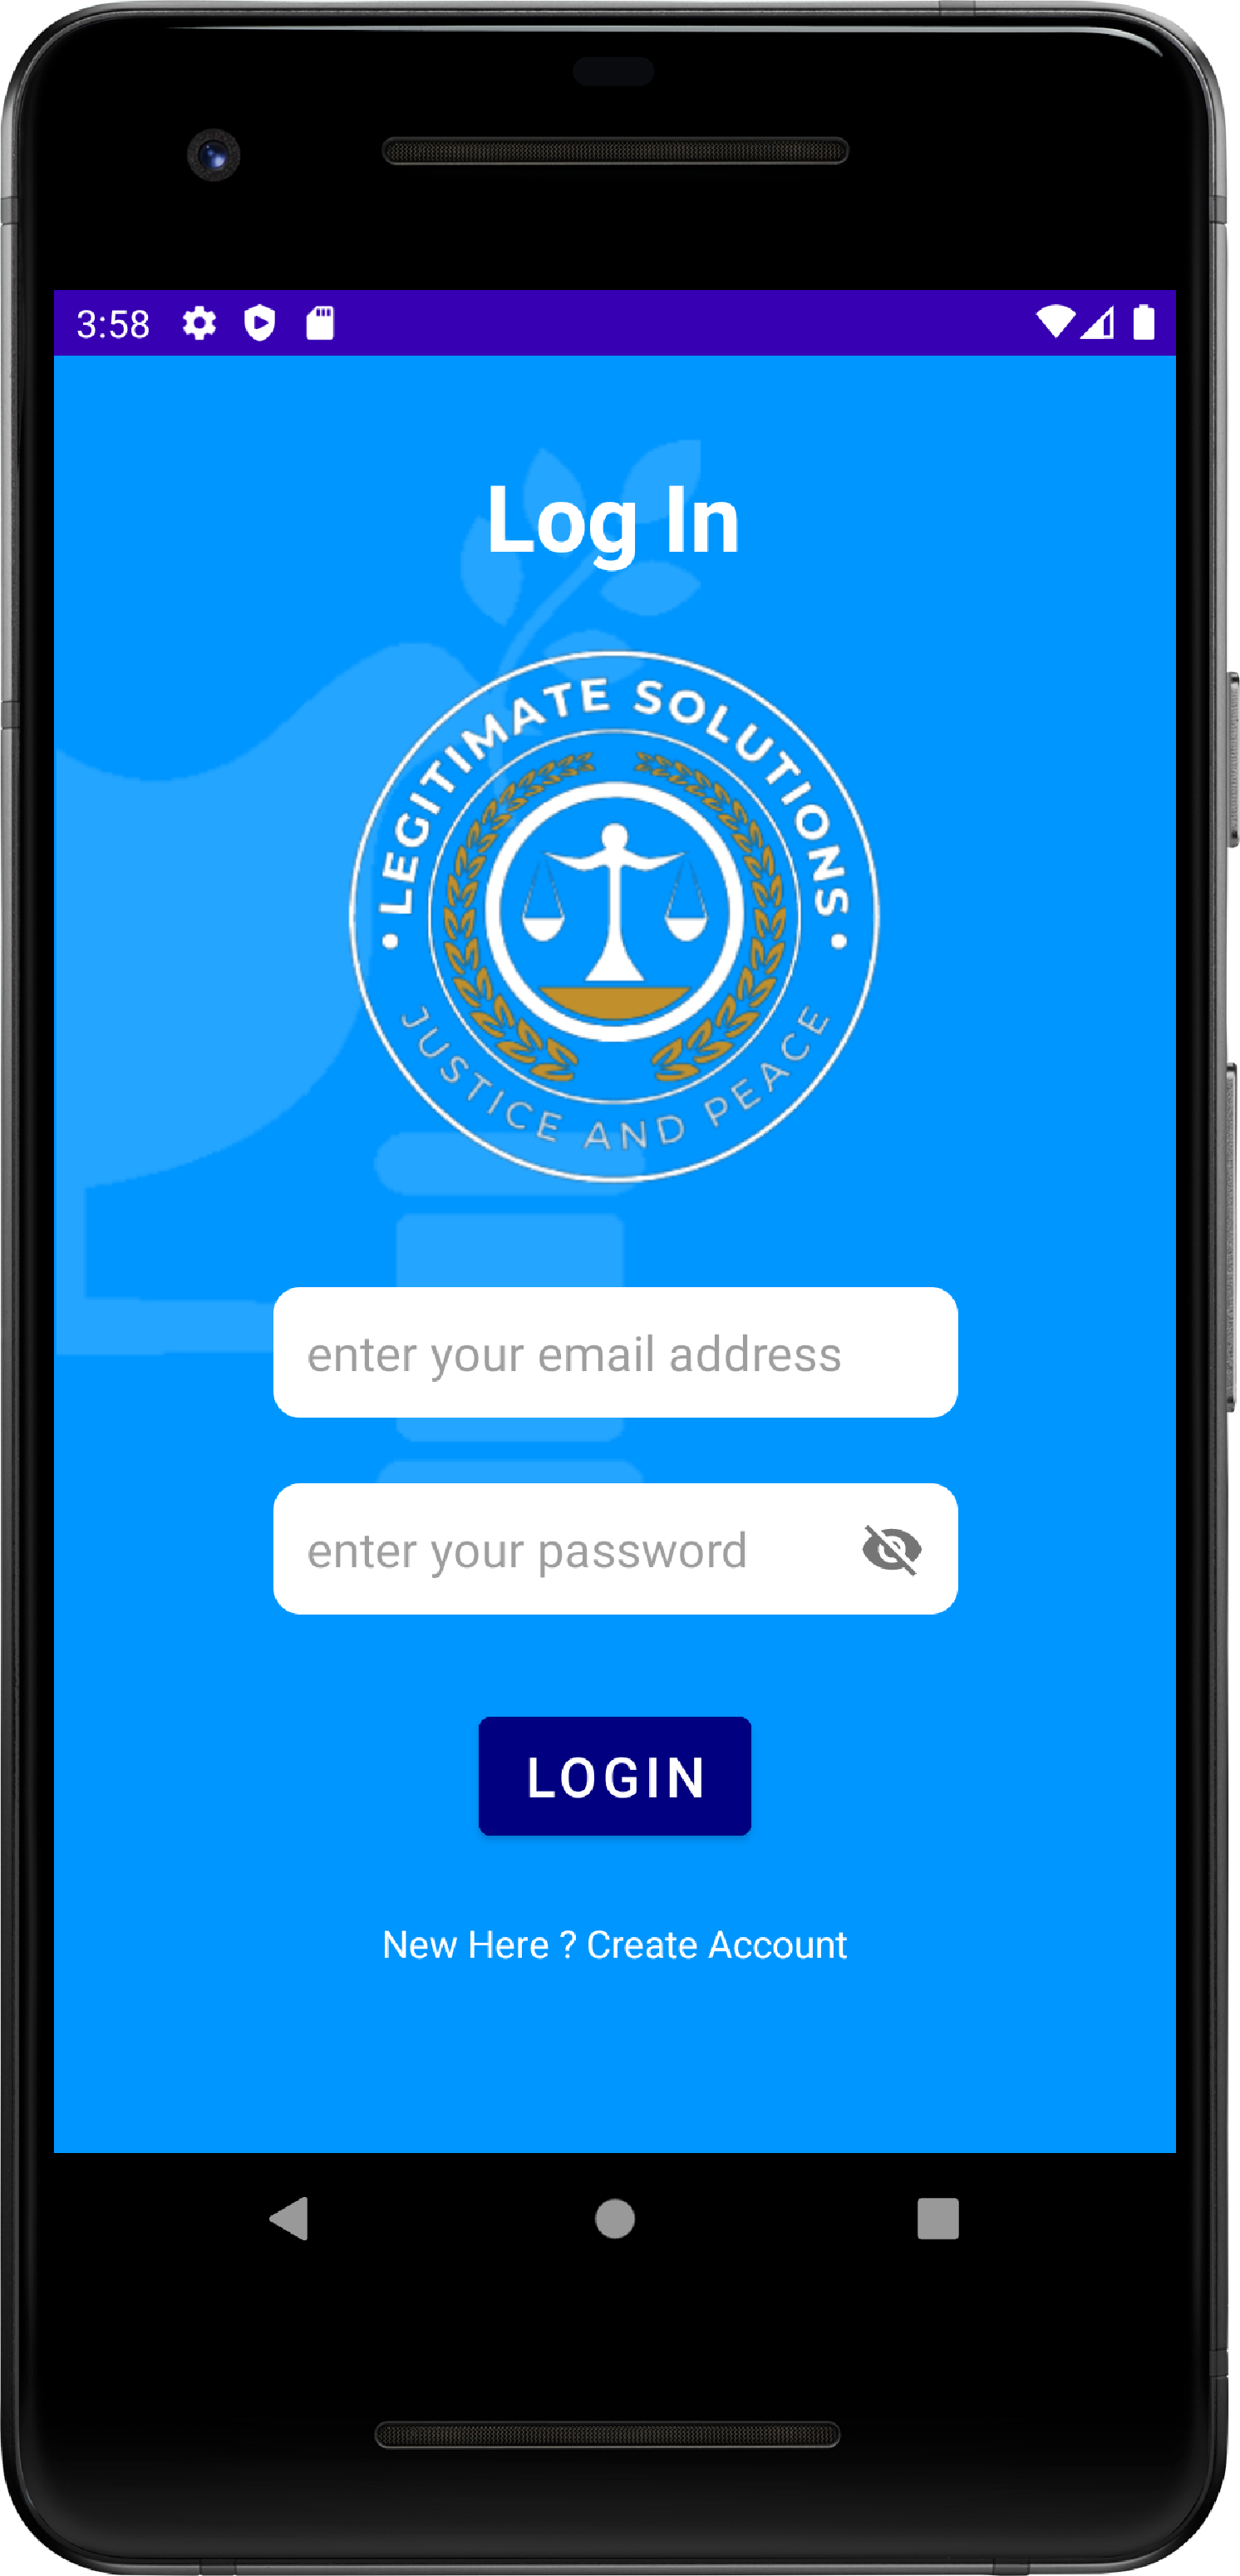 3:58
Log In
• LEGITIMATE SOLUTIONS •
JUSTICE AND PEACE
enter your email address
enter your password
LOGIN
New Here ? Create Account